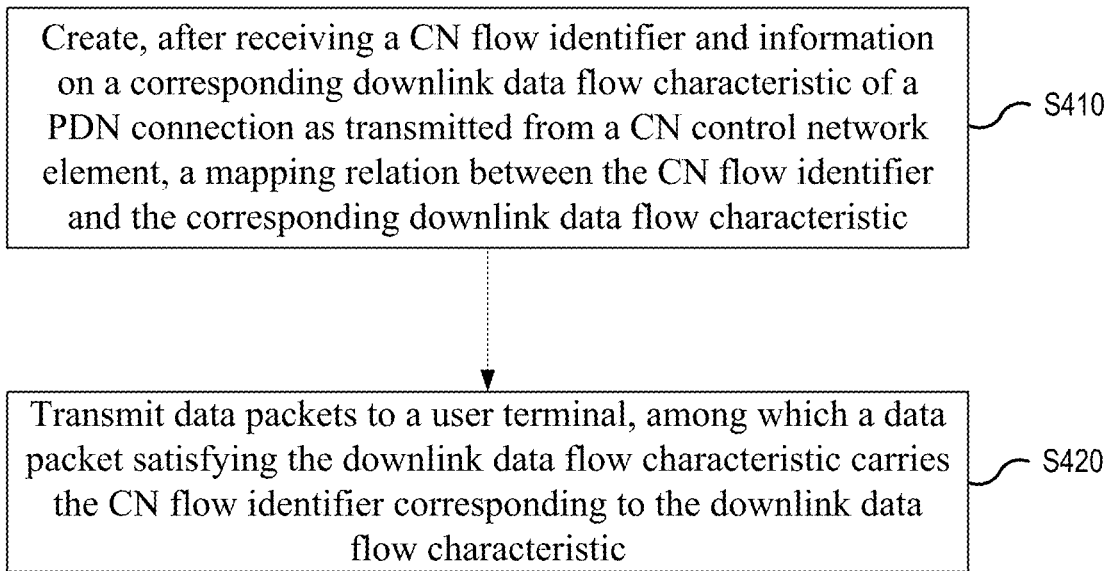 Create, after receiving a CN flow identifier and information
on a corresponding downlink data flow characteristic of a
PDN connection as transmitted from a CN control network
element, a mapping relation between the CN flow identifier
and the corresponding downlink data flow characteristic
S410
Transmit data packets to a user terminal, among which a data
packet satisfying the downlink data flow characteristic carries
the CN flow identifier corresponding to the downlink data
flow characteristic
S420